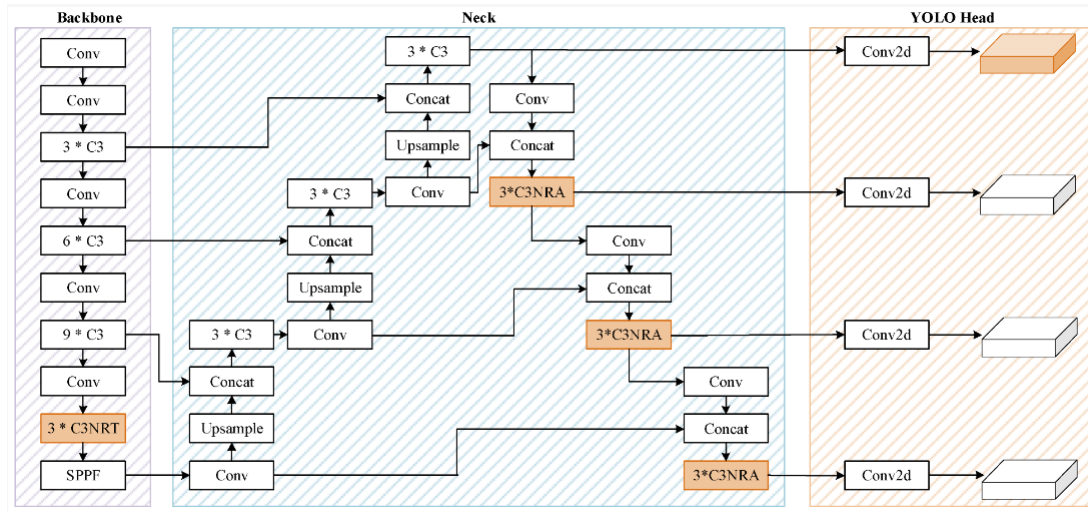 Backbone
Neck
YOLO Head
Conv
Conv
3 * C3
Conv
6 * C3
Conv
9 * C3
Conv
3 * C3NRT
SPPF
3 * C3
Concat
Upsample
Conv
3 * C3
Concat
Upsample
Conv
3 * C3
Concat
Upsample
Conv
Conv
Concat
3*C3NRA
Conv
Concat
3*C3NRA
Conv
Concat
3*C3NRA
Conv2d
Conv2d
Conv2d
Conv2d